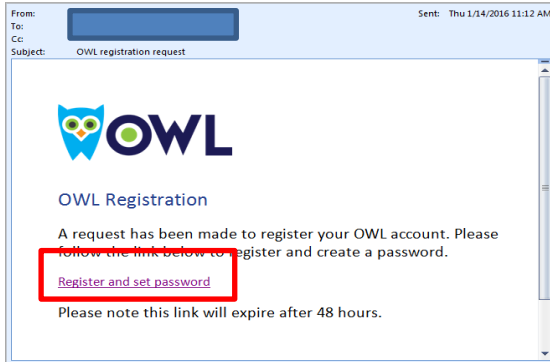 From:
Sent: Thu 1/14/2016 11:12 AM
To:
Cc:
Subject: OWL registration request
OWL
OWL Registration
A request has been made to register your OWL account. Please
follow the link below to register and create a password.
Register and set password
Please note this link will expire after 48 hours.